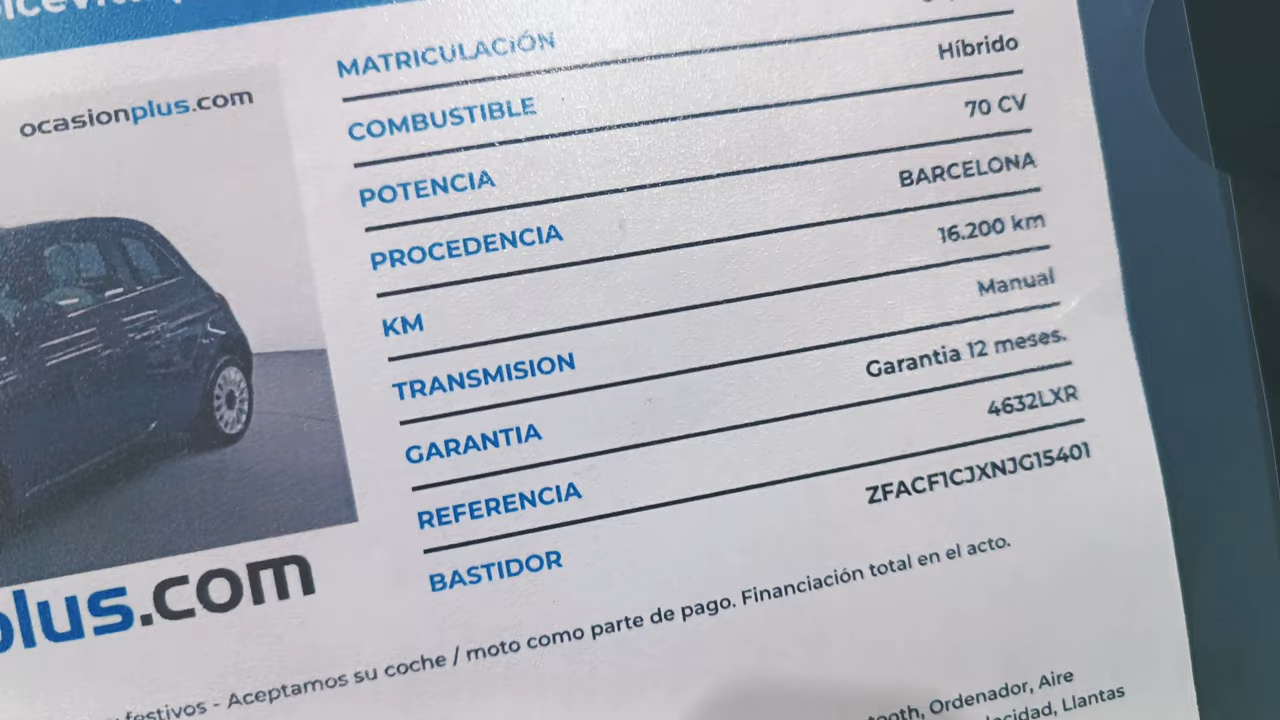 ocasionplus.com
MATRICULACIÓN
COMBUSTIBLE Híbrido
POTENCIA 70 CV
PROCEDENCIA BARCELONA
KM 16.200 km
TRANSMISION Manual
GARANTIA Garantia 12 meses.
REFERENCIA 4632LXR
BASTIDOR ZFACF1CJXNJG15401
plus.com
festivos - Aceptamos su coche / moto como parte de pago. Financiación total en el acto.
Ordenador, Aire
Llantas